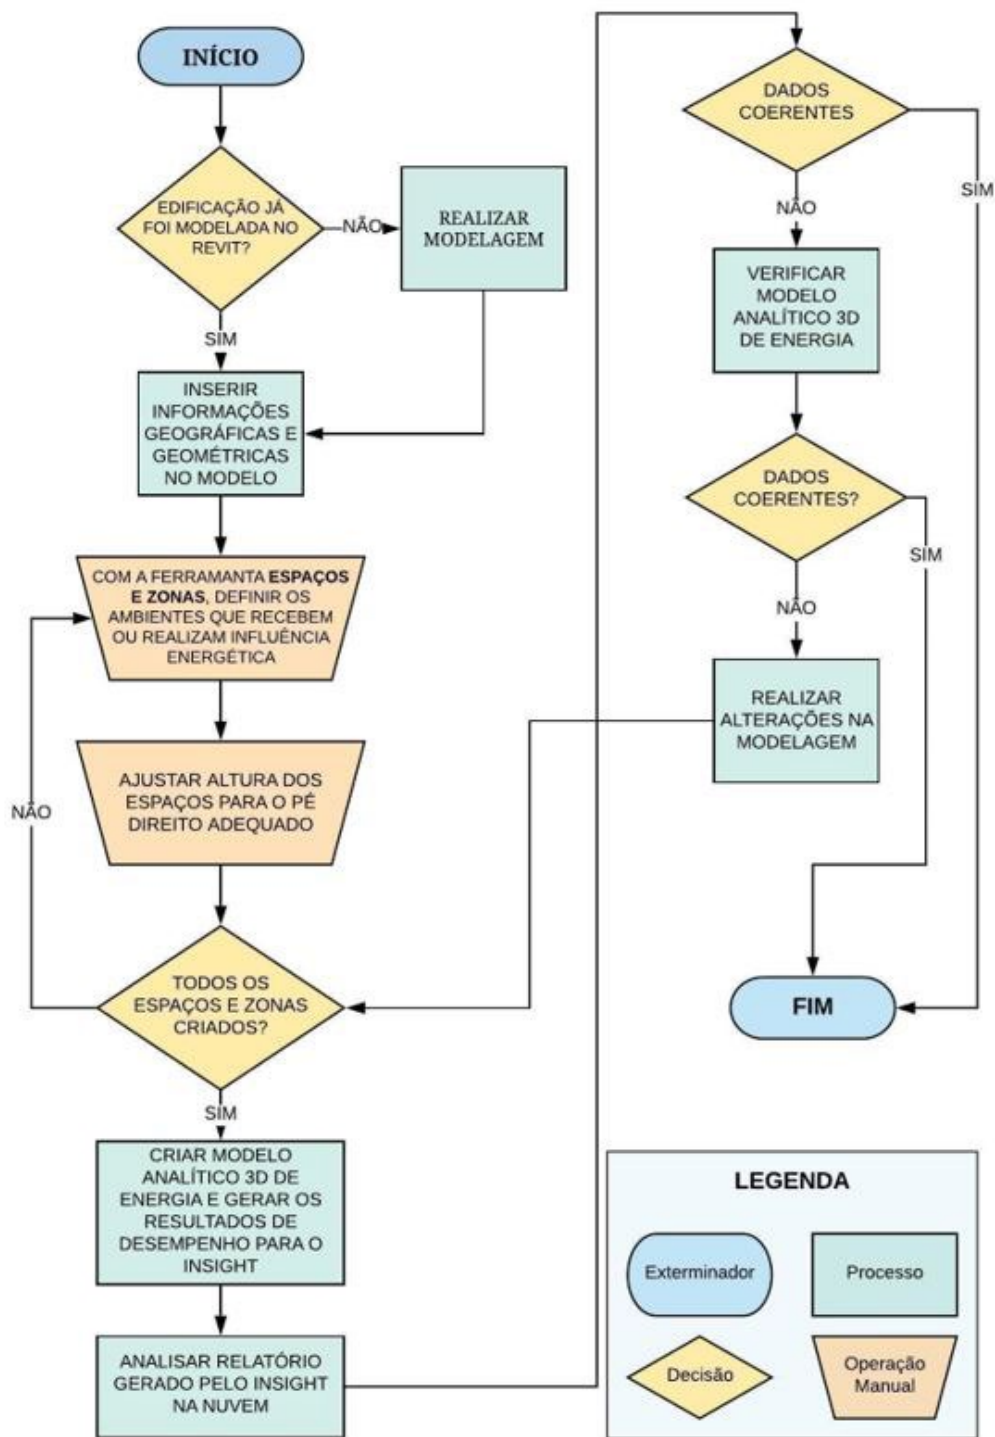 INÍCIO
EDIFICAÇÃO JÁ
FOI MODELADA NO
REVIT?
NÃO
REALIZAR
MODELAGEM
SIM
INSERIR
INFORMAÇÕES
GEOGRÁFICAS E
GEOMÉTRICAS
NO MODELO
COM A FERRAMANTA ESPAÇOS
E ZONAS, DEFINIR OS
AMBIENTES QUE RECEBEM
OU REALIZAM INFLUÊNCIA
ENERGÉTICA
AJUSTAR ALTURA DOS
ESPAÇOS PARA O PÉ
DIREITO ADEQUADO
NÃO
TODOS OS
ESPAÇOS E ZONAS
CRIADOS?
SIM
CRIAR MODELO
ANALÍTICO 3D DE
ENERGIA E GERAR OS
RESULTADOS DE
DESEMPENHO PARA O
INSIGHT
ANALISAR RELATÓRIO
GERADO PELO INSIGHT
NA NUVEM
DADOS
COERENTES
SIM
NÃO
VERIFICAR
MODELO
ANALÍTICO 3D
DE ENERGIA
DADOS
COERENTES?
SIM
NÃO
REALIZAR
ALTERAÇÕES NA
MODELAGEM
FIM
LEGENDA
Exterminador
Processo
Decisão
Operação
Manual